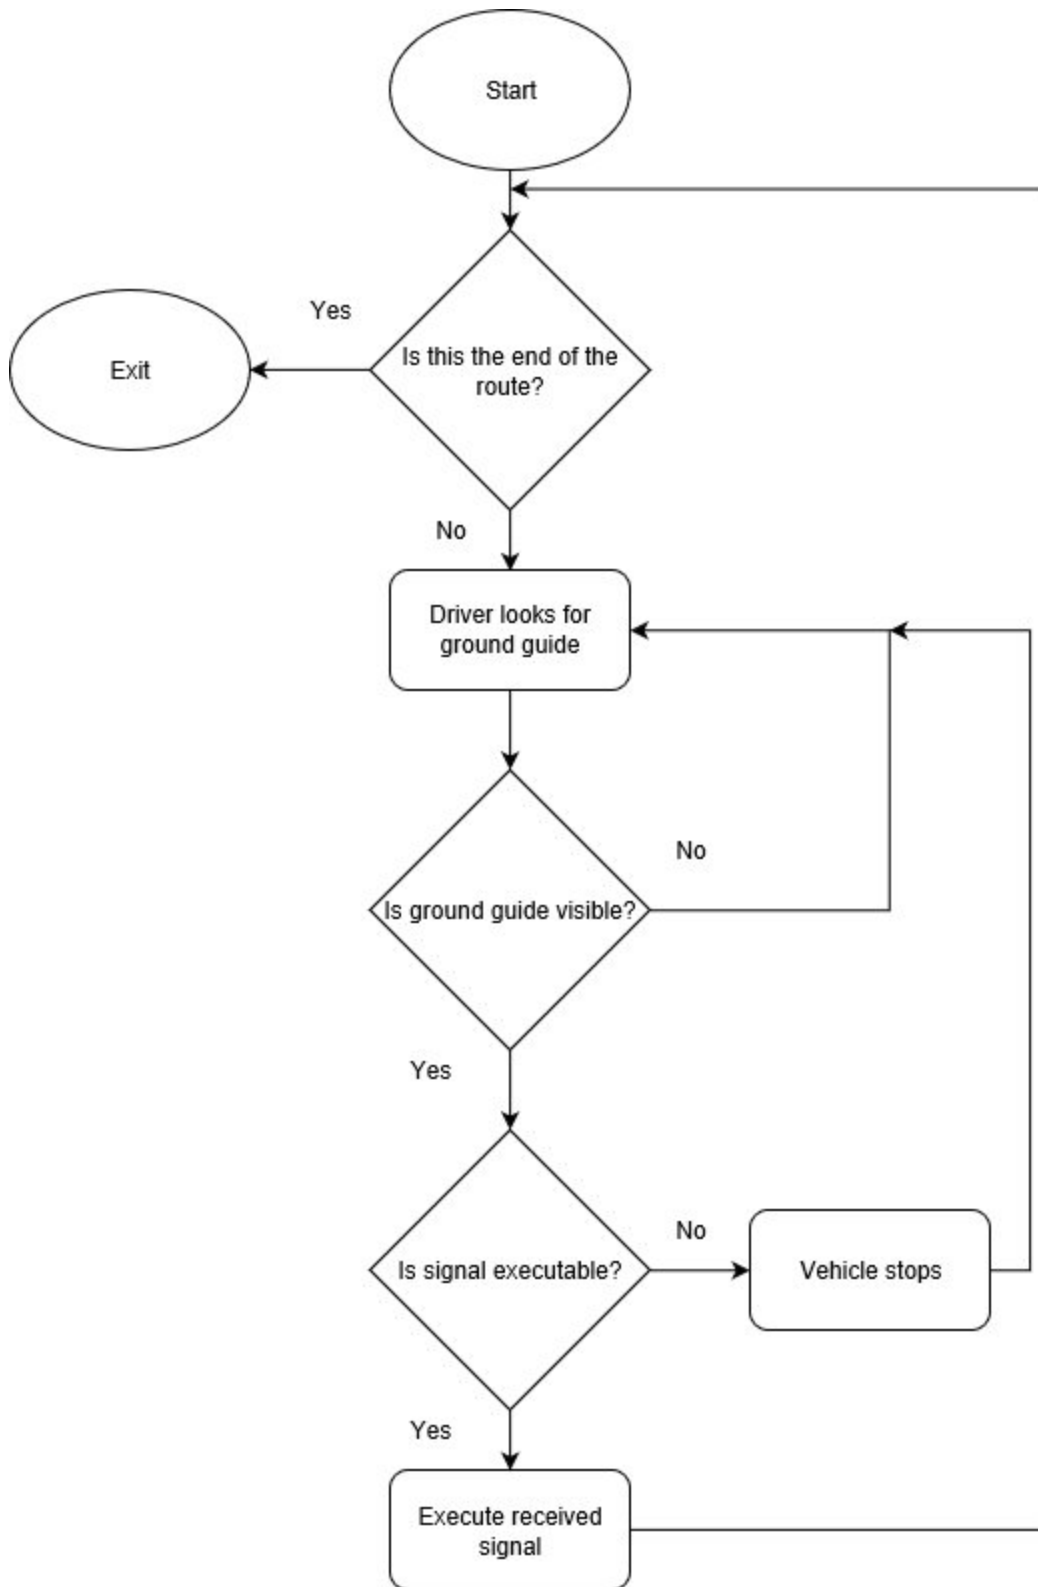 Start
Yes
Is this the end of the
route?
Exit
No
Driver looks for
ground guide
No
Is ground guide visible?
Yes
No
Is signal executable?
Vehicle stops
Yes
Execute received
signal